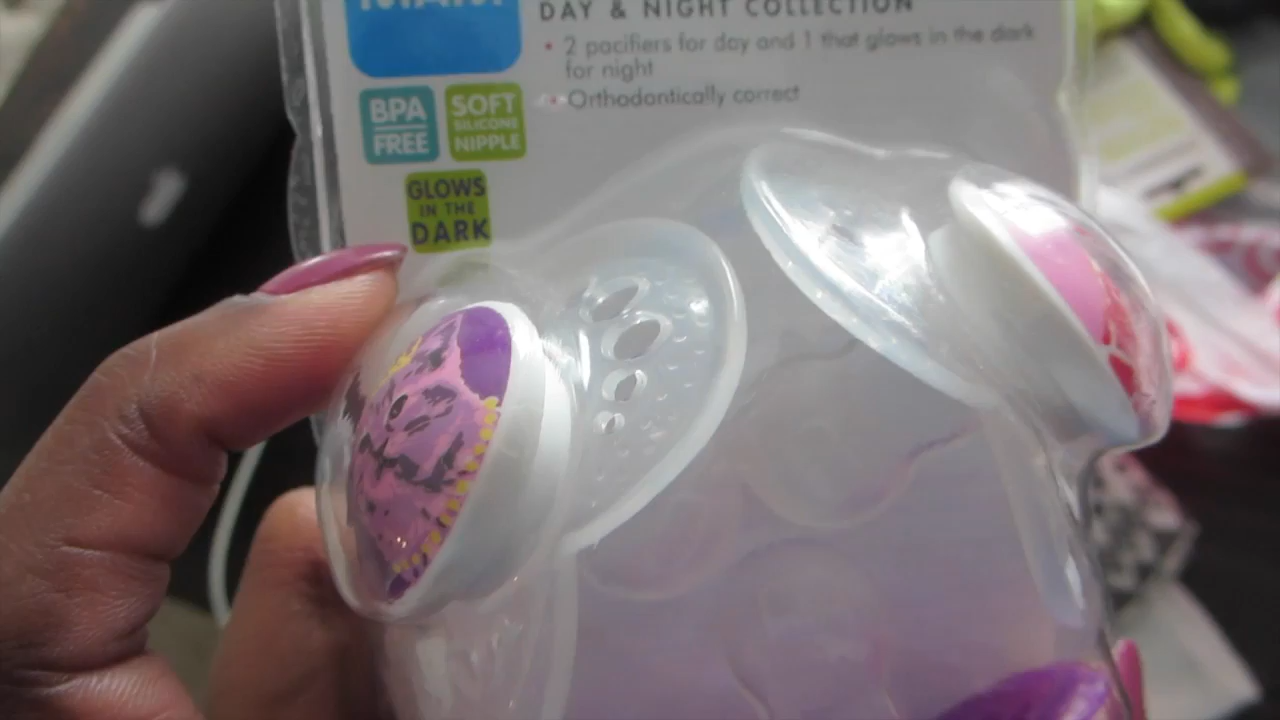 MAM
DAY & NIGHT COLLECTION
• 2 pacifiers for day and 1 that glows in the dark
for night
• Orthodontically correct
BPA
FREE
SOFT
SILICONE
NIPPLE
GLOWS
IN THE
DARK